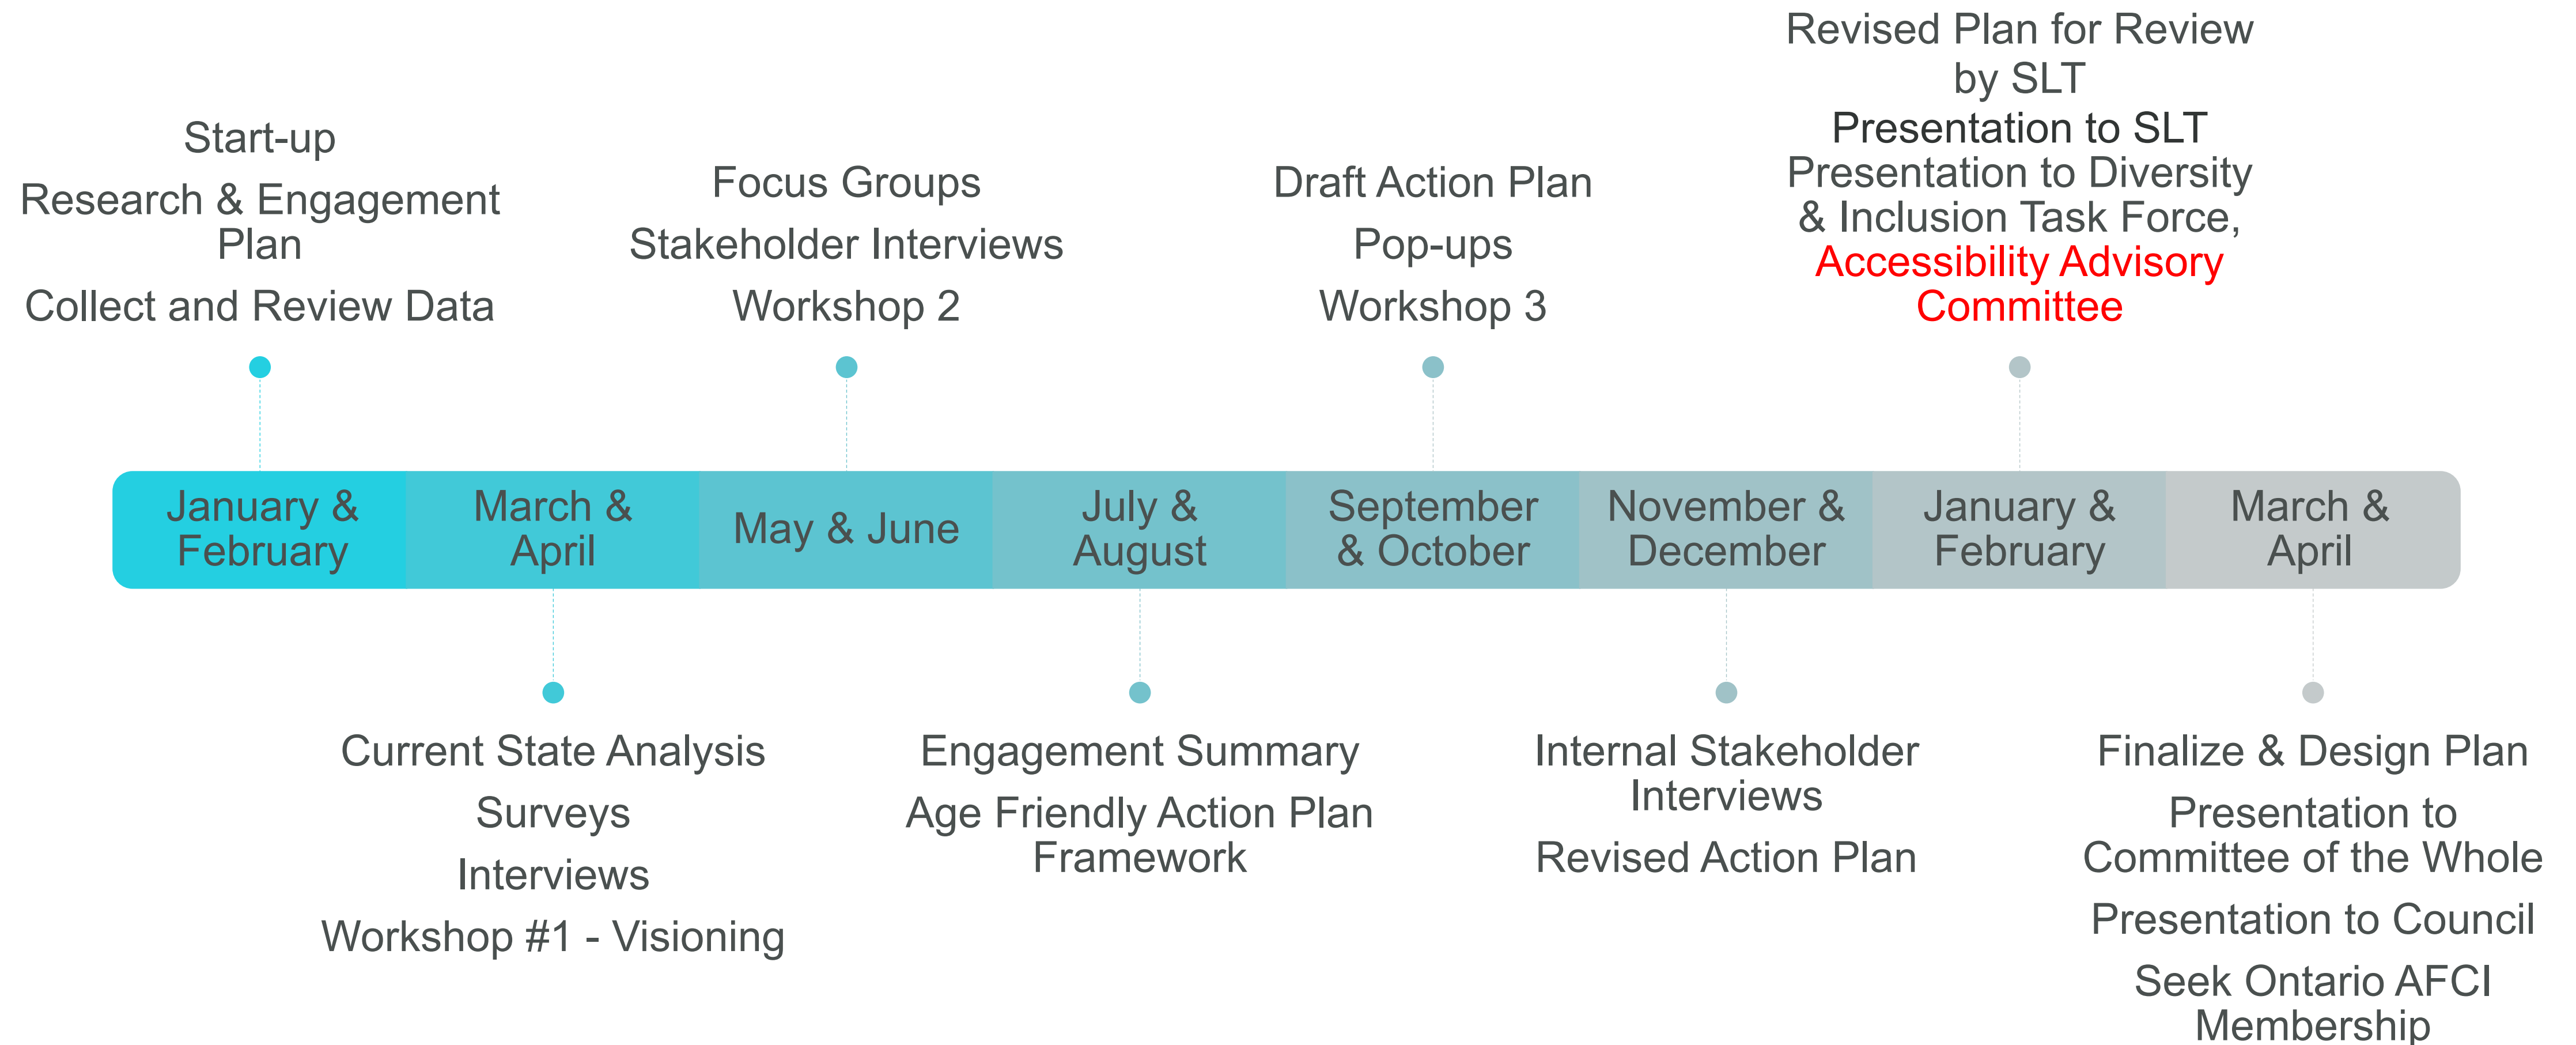 Start-up
Research & Engagement
Plan
Collect and Review Data
Focus Groups
Stakeholder Interviews
Workshop 2
Draft Action Plan
Pop-ups
Workshop 3
Revised Plan for Review
by SLT
Presentation to SLT
Presentation to Diversity
& Inclusion Task Force,
Accessibility Advisory
Committee
January &
February
March &
April
May & June
July &
August
September
& October
November &
December
January &
February
March &
April
Current State Analysis
Surveys
Interviews
Workshop #1 - Visioning
Engagement Summary
Age Friendly Action Plan
Framework
Internal Stakeholder
Interviews
Revised Action Plan
Finalize & Design Plan
Presentation to
Committee of the Whole
Presentation to Council
Seek Ontario AFCI
Membership